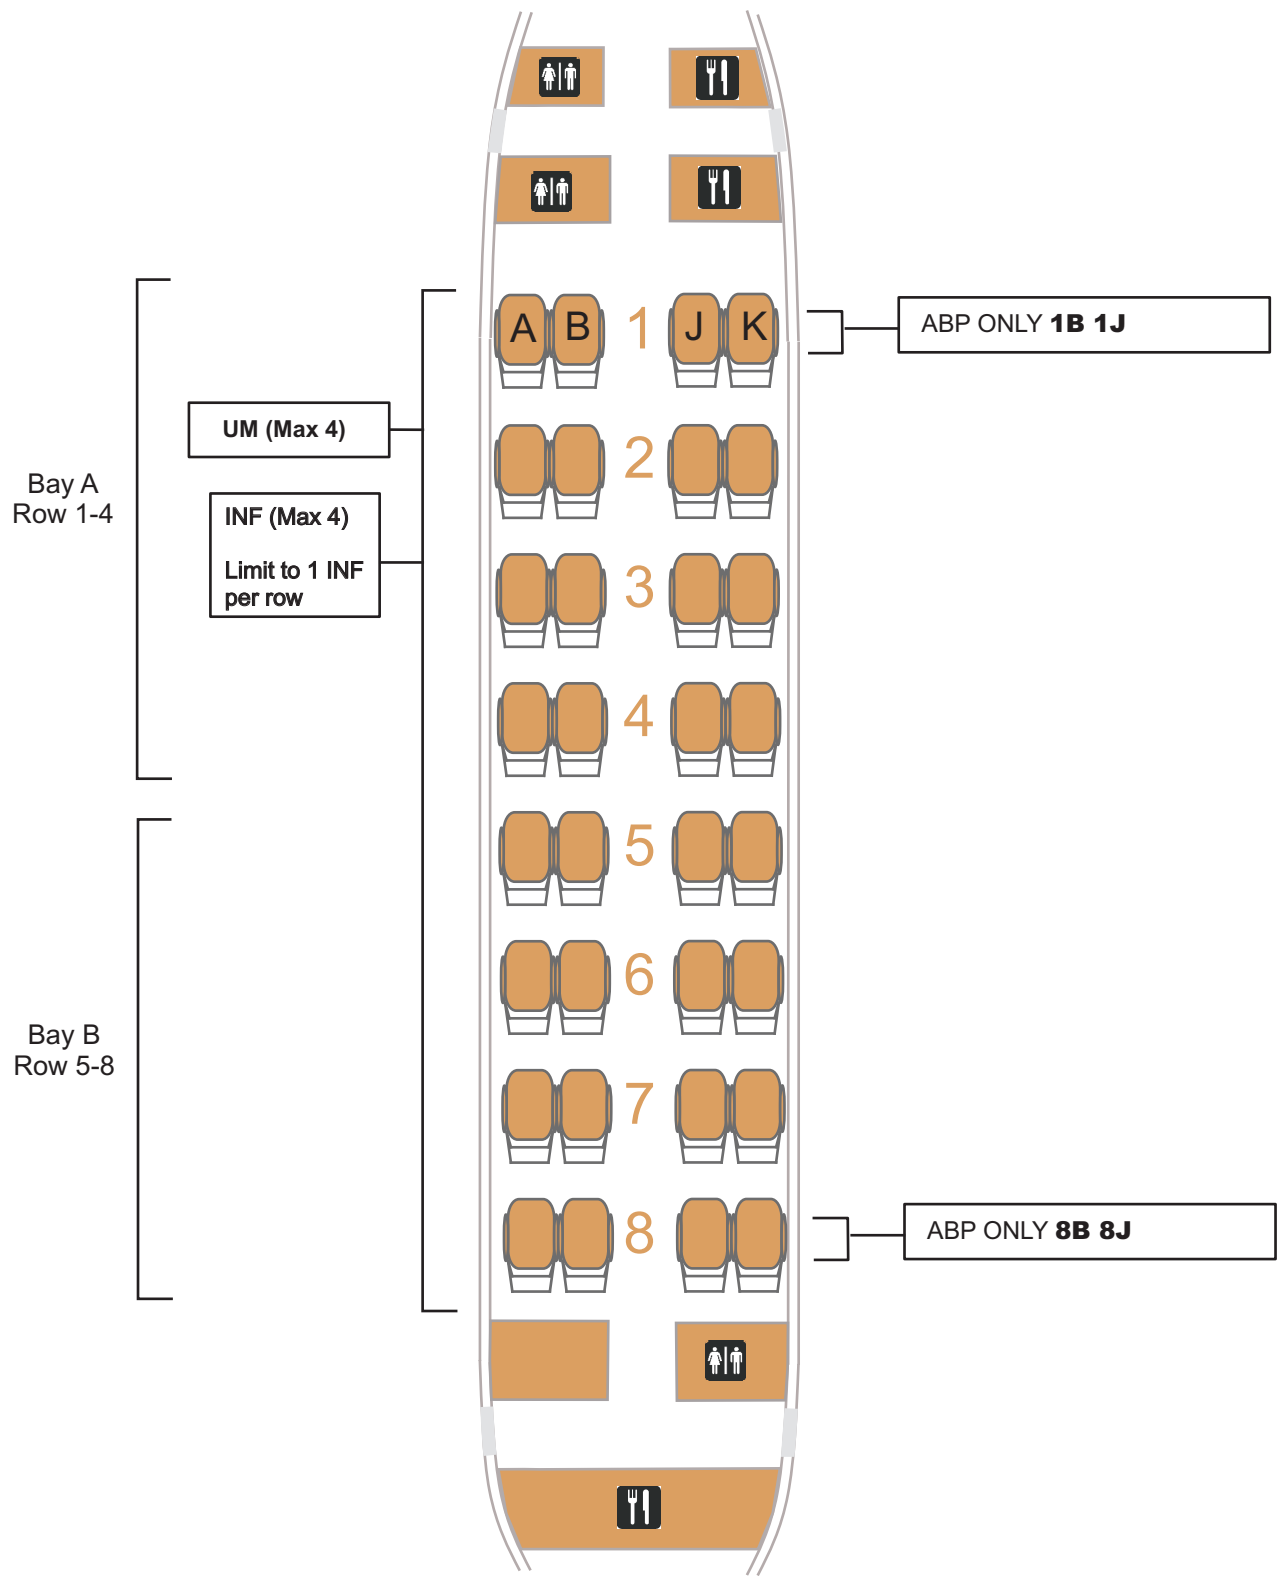 A B 1 J K
ABP ONLY 1B 1J
UM (Max 4)
2
Bay A
Row 1-4
INF (Max 4)
Limit to 1 INF
per row
3
4
5
6
Bay B
Row 5-8
7
8
ABP ONLY 8B 8J